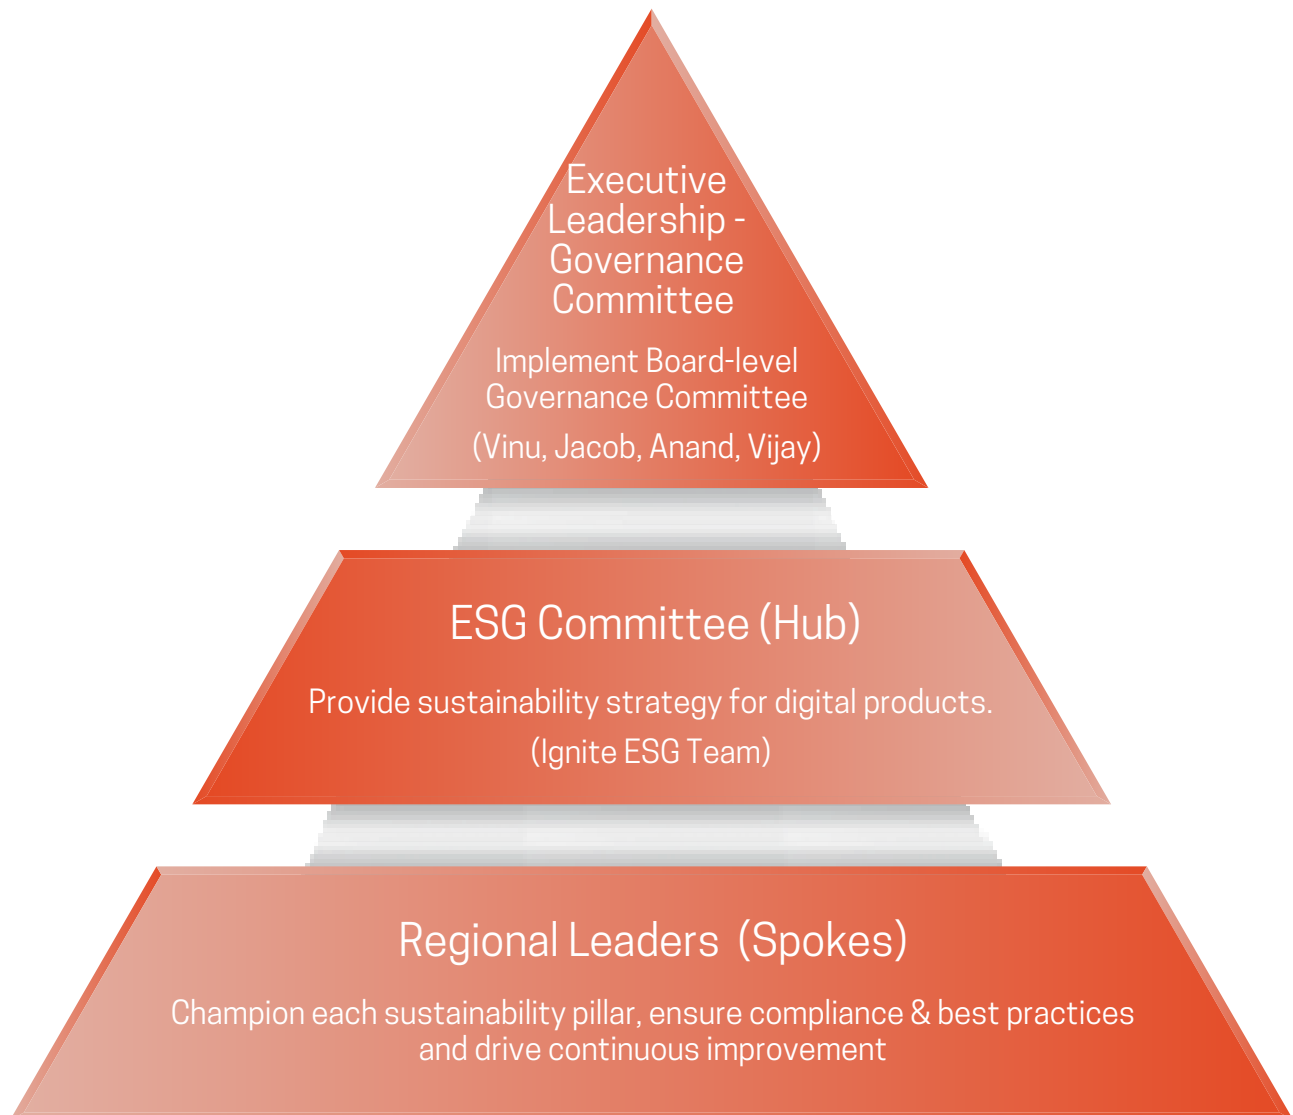 Executive
Leadership -
Governance
Committee
Implement Board-level
Governance Committee
(Vinu, Jacob, Anand, Vijay)
ESG Committee (Hub)
Provide sustainability strategy for digital products.
(Ignite ESG Team)
Regional Leaders (Spokes)
Champion each sustainability pillar, ensure compliance & best practices
and drive continuous improvement